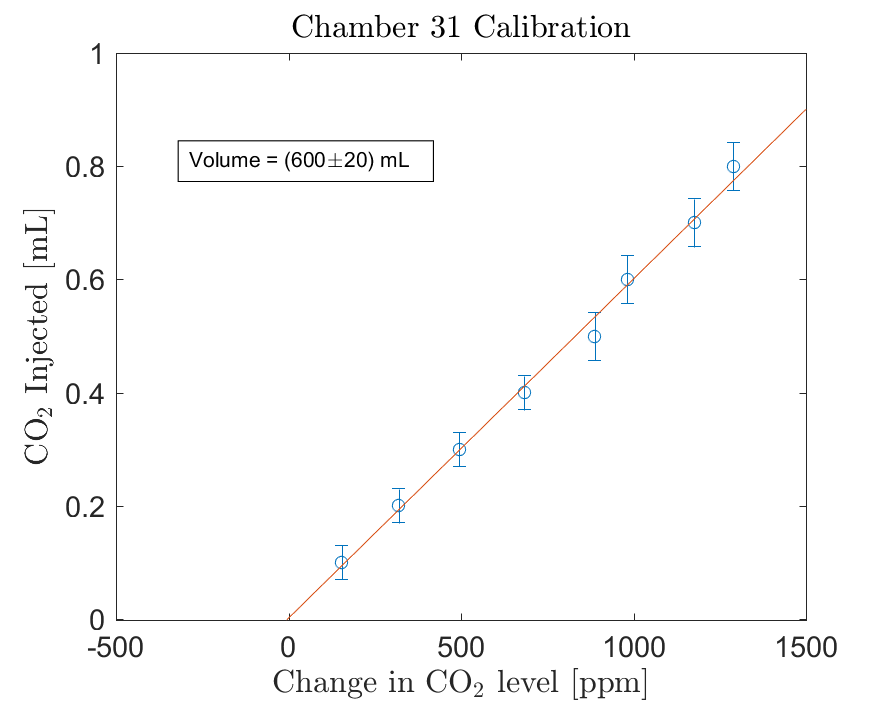 Chamber 31 Calibration
1
0.8
0.6
0.4
0.2
0
CO₂ Injected [mL]
Volume = (600±20) mL
-500 0 500 1000 1500
Change in CO₂ level [ppm]